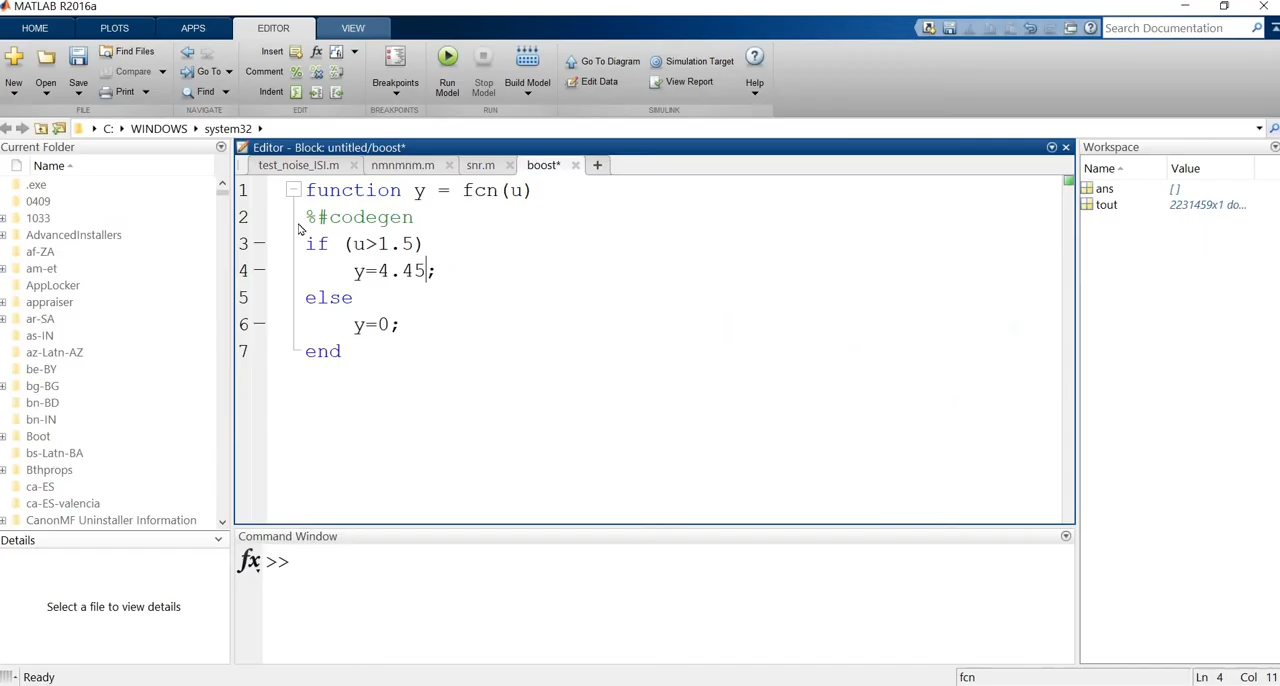 MATLAB R2016a
HOME PLOTS APPS EDITOR VIEW
Search Documentation
New Open Save
Find Files
Compare
Print
FILE
Go To
Find
NAVIGATE
Insert
Comment
Indent
EDIT
Breakpoints
BREAKPOINTS
Run Model
Stop Model
Build Model
RUN
Go To Diagram
Edit Data
Simulation Target
View Report
SIMULINK
Help
C: WINDOWS system32
Current Folder
Name
.exe
0409
1033
AdvancedInstallers
af-ZA
am-et
AppLocker
appraiser
ar-SA
as-IN
az-Latn-AZ
be-BY
bg-BG
bn-BD
bn-IN
Boot
bs-Latn-BA
Bthprops
ca-ES
ca-ES-valencia
CanonMF Uninstaller Information
Details
Select a file to view details
Editor - Block: untitled/boost*
test_noise_ISI.m nmnmnm.m snr.m boost*
1 function y = fcn(u)
2 %#codegen
3 if (u>1.5)
4 y=4.45;
5 else
6 y=0;
7 end
Command Window
fx >>
Workspace
Name Value
ans []
tout 2231459x1 do...
Ready
fcn
Ln 4 Col 11